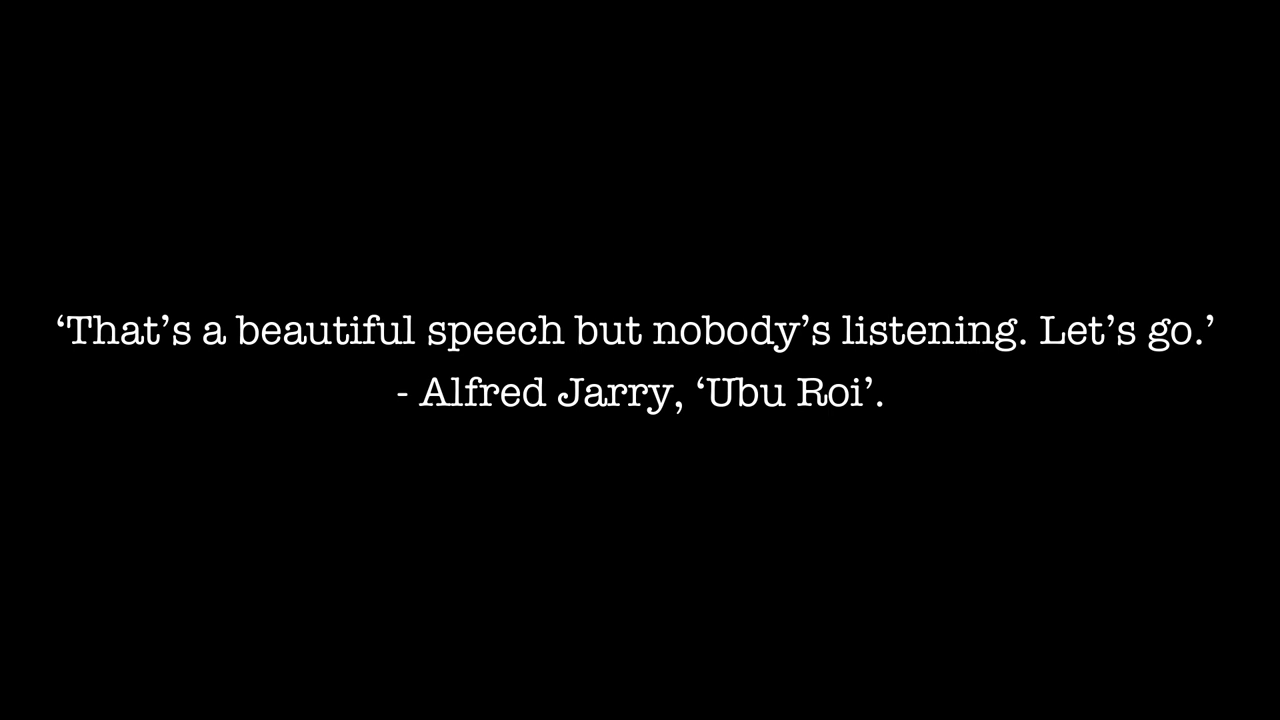 ‘That’s a beautiful speech but nobody’s listening. Let’s go.’
- Alfred Jarry, ‘Ubu Roi’.